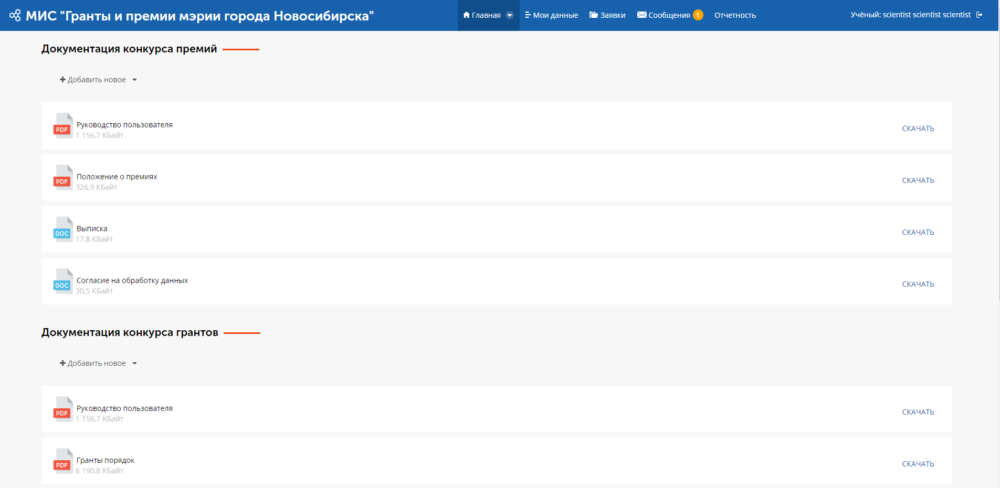 МИС "Гранты и премии мэрии города Новосибирска"
Главная
Мои данные
Заявки
Сообщения 1
Отчетность
Учёный: scientist scientist scientist
Документация конкурса премий
Добавить новое
PDF
Руководство пользователя
1 156,7 КБайт
СКАЧАТЬ
PDF
Положение о премиях
326,9 КБайт
СКАЧАТЬ
DOC
Выписка
17,8 КБайт
СКАЧАТЬ
DOC
Согласие на обработку данных
30,5 КБайт
СКАЧАТЬ
Документация конкурса грантов
Добавить новое
PDF
Руководство пользователя
1 156,7 КБайт
СКАЧАТЬ
PDF
Гранты порядок
6 190,8 КБайт
СКАЧАТЬ